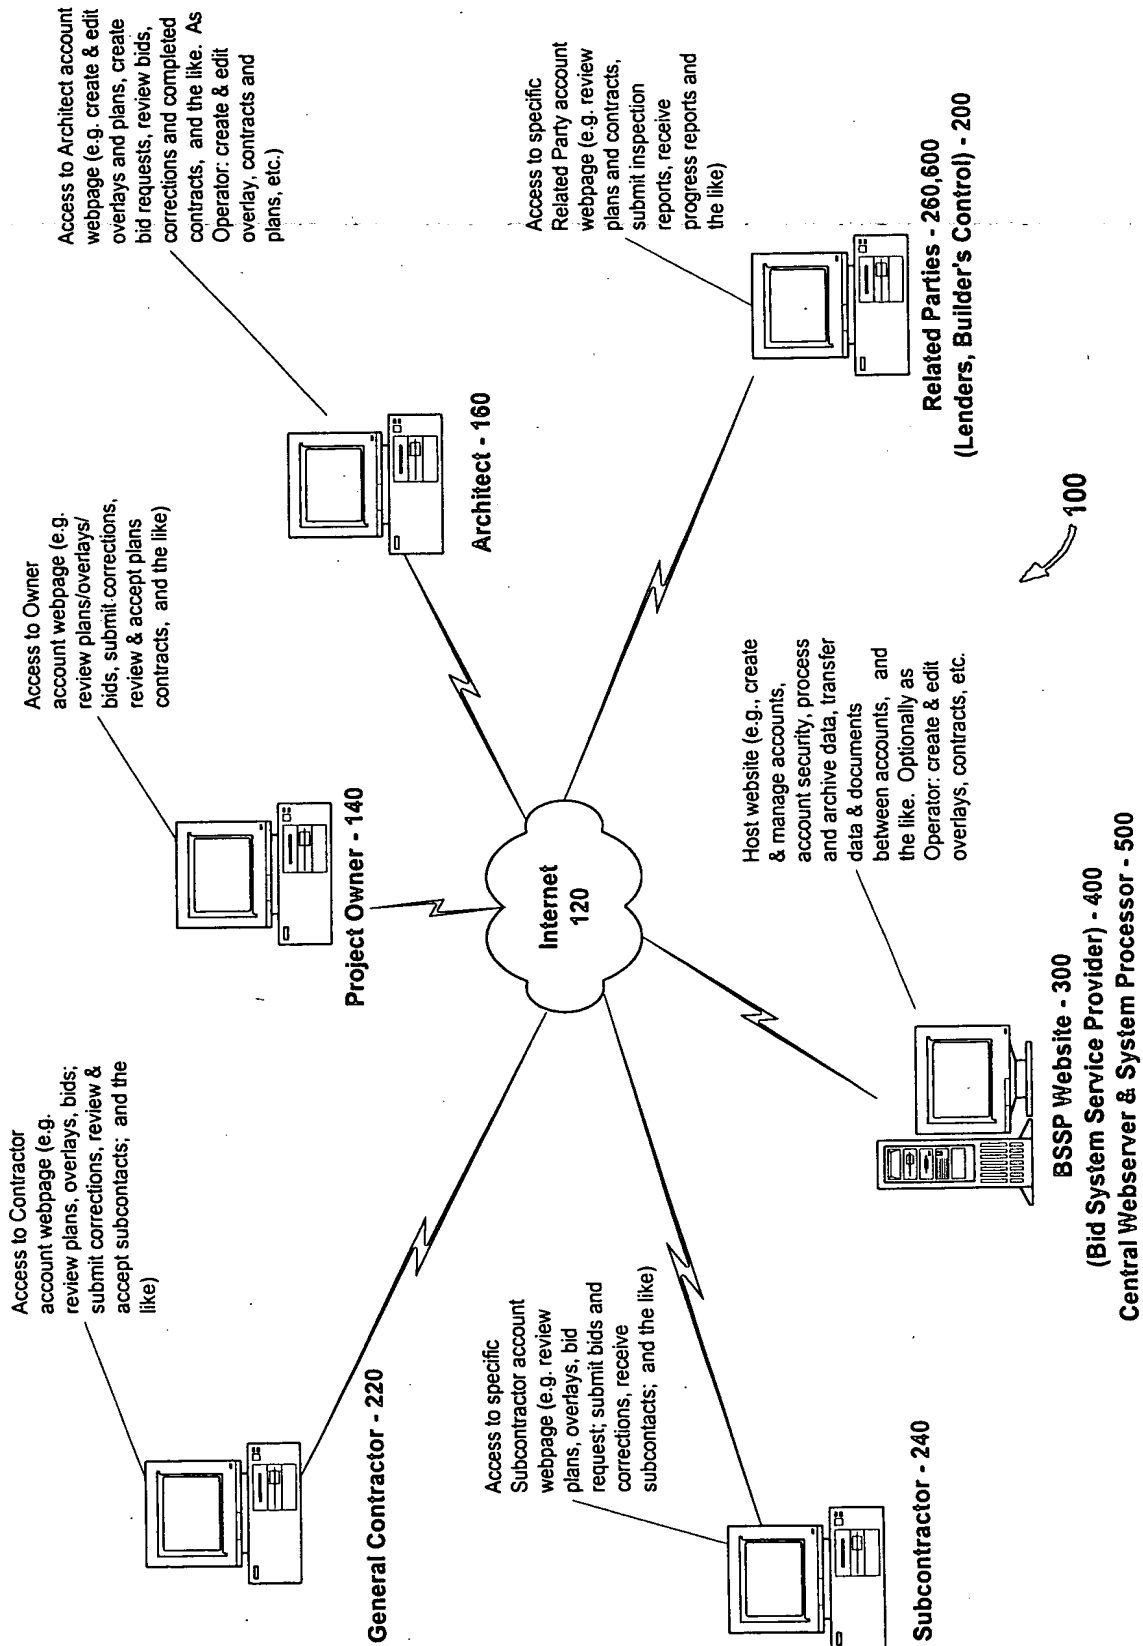 Access to Contractor
account webpage (e.g.
review plans, overlays, bids;
submit corrections, review &
accept subcontacts; and the
like)
General Contractor - 220
Access to Owner
account webpage (e.g.
review plans/overlays/
bids, submit corrections,
review & accept plans
contracts, and the like)
Project Owner - 140
Access to Architect account
webpage (e.g. create & edit
overlays and plans, create
bid requests, review bids,
corrections and completed
contracts, and the like. As
Operator: create & edit
overlay, contracts and
plans, etc.)
Architect - 160
Internet
120
Access to specific
Subcontractor account
webpage (e.g. review
plans, overlays, bid
request; submit bids and
corrections, receive
subcontacts; and the like)
Subcontractor - 240
Host website (e.g., create
& manage accounts,
account security, process
and archive data, transfer
data & documents
between accounts, and
the like. Optionally as
Operator: create & edit
overlays, contracts, etc.
BSSP Website - 300
(Bid System Service Provider) - 400
Central Webserver & System Processor - 500
Access to specific
Related Party account
webpage (e.g. review
plans and contracts,
submit inspection
reports, receive
progress reports and
the like)
Related Parties - 260,600
(Lenders, Builder's Control) - 200
100